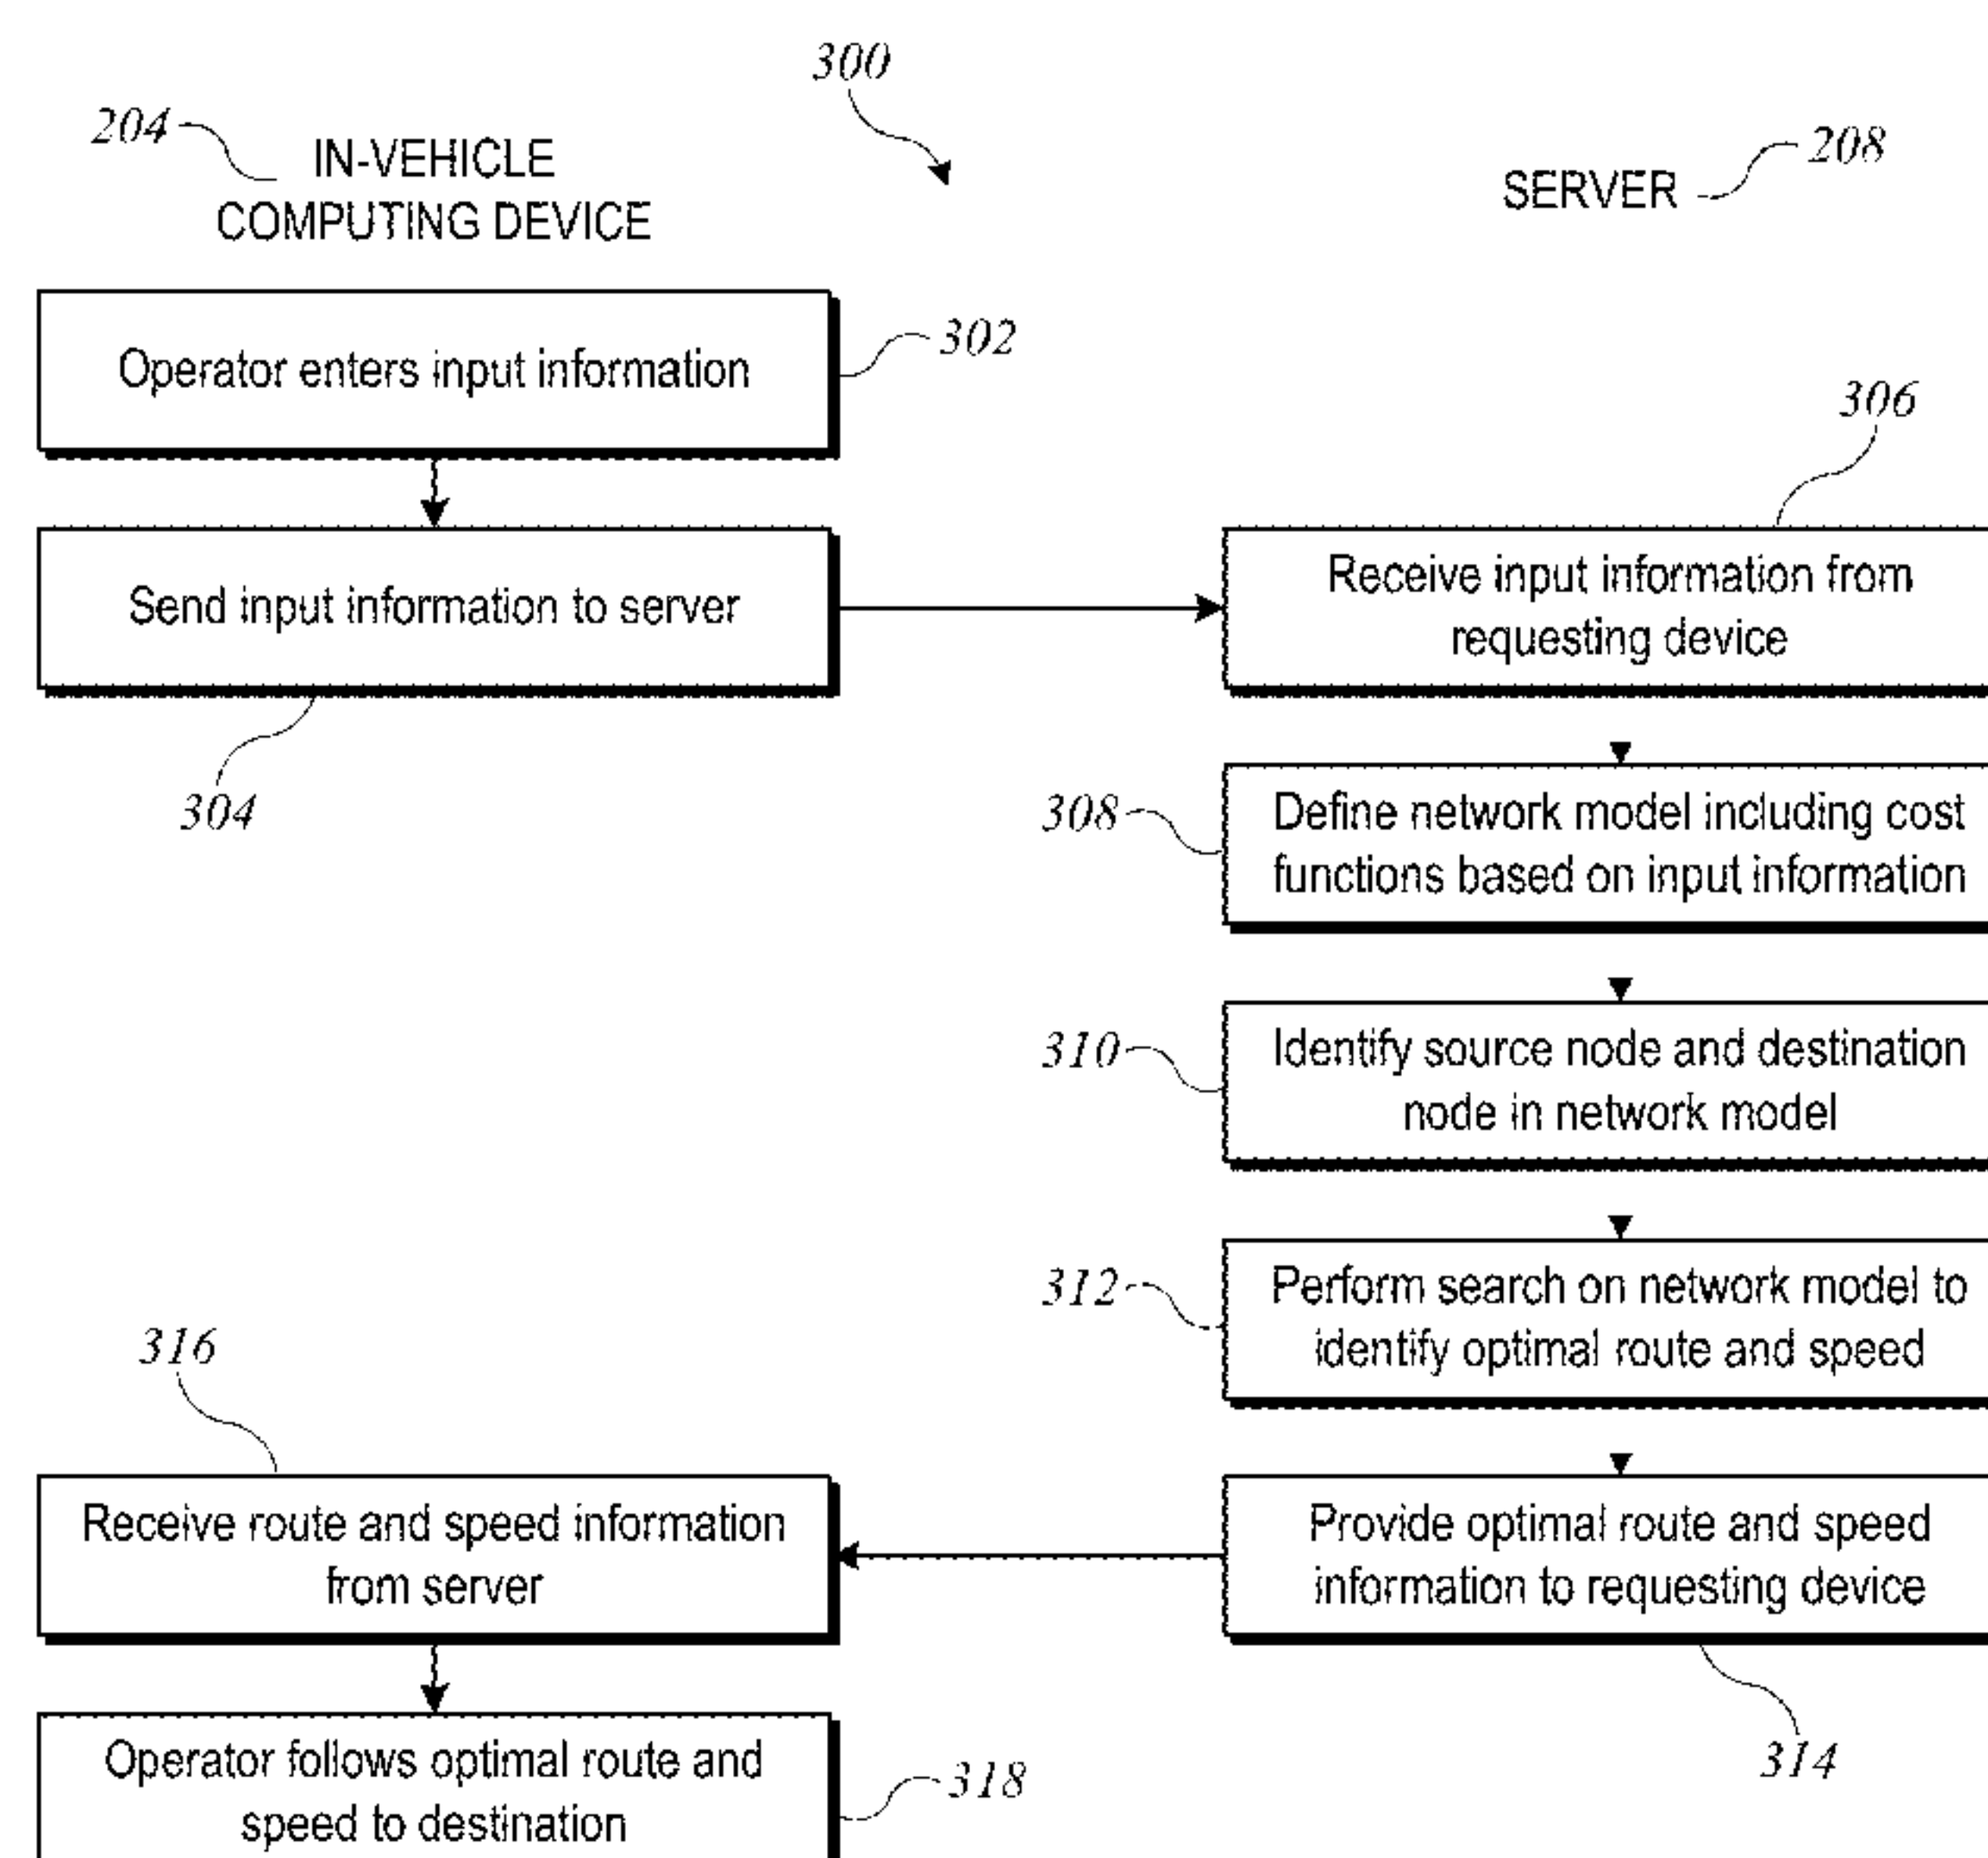 300
204
IN-VEHICLE
COMPUTING DEVICE
208
SERVER
Operator enters input information
302
306
Send input information to server
304
Receive input information from
requesting device
308
Define network model including cost
functions based on input information
310
Identify source node and destination
node in network model
312
Perform search on network model to
identify optimal route and speed
316
Receive route and speed information
from server
Provide optimal route and speed
information to requesting device
314
Operator follows optimal route and
speed to destination
318